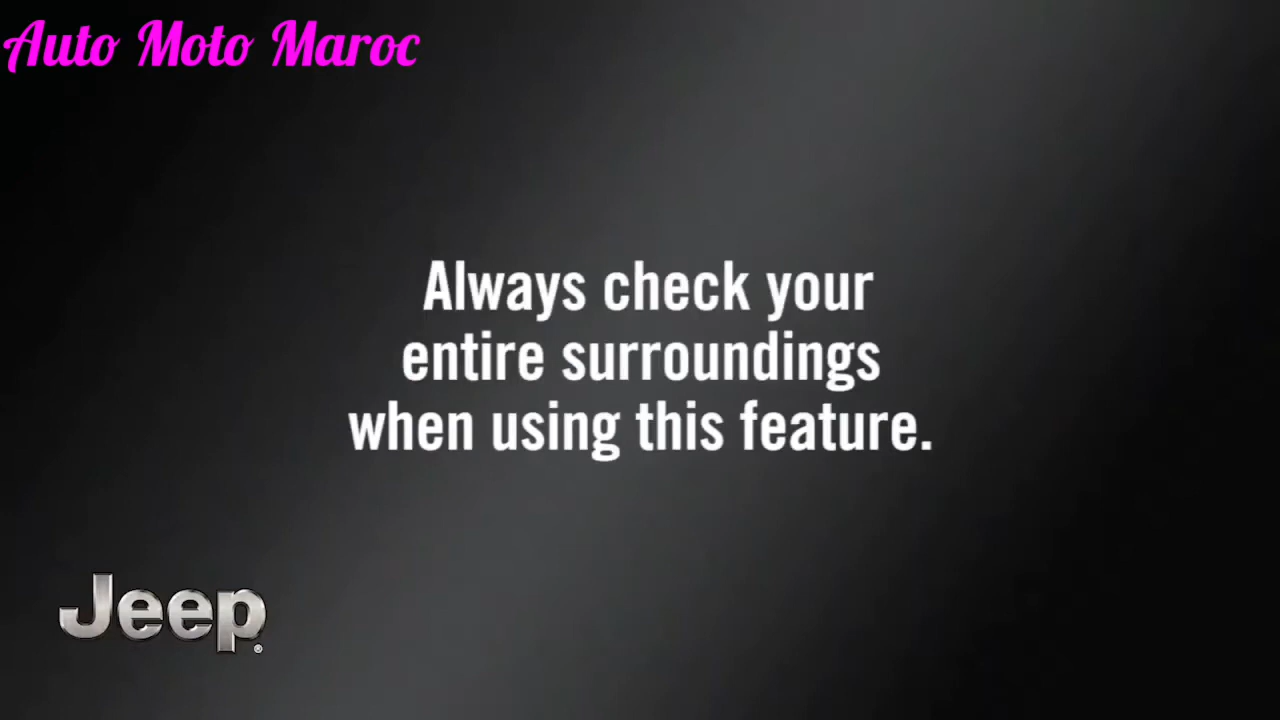 Auto Moto Maroc
Always check your
entire surroundings
when using this feature.
Jeep®